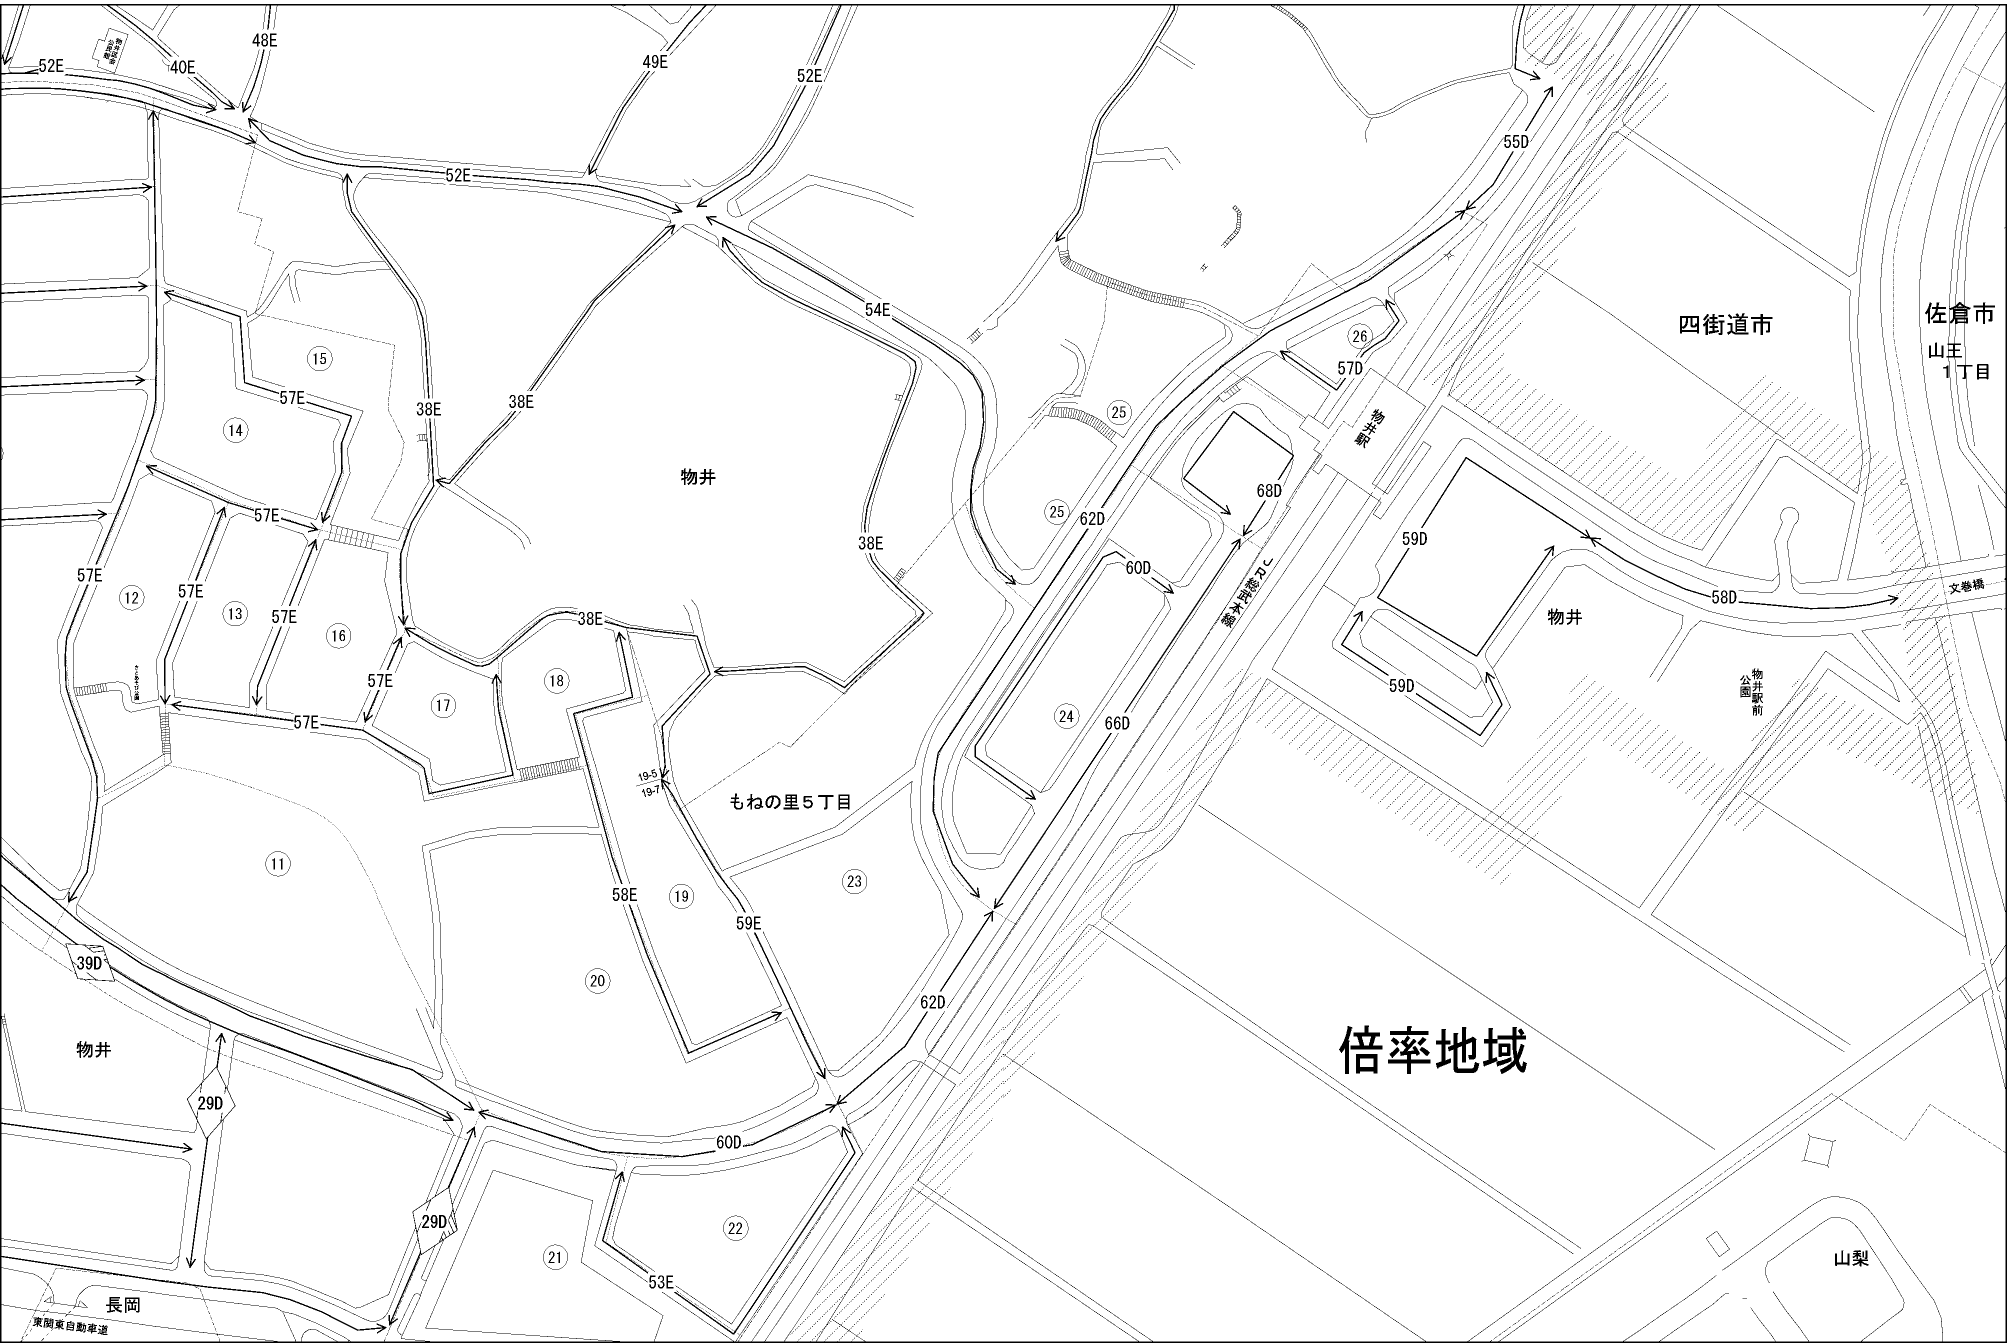 48E
52E
40E
49E
52E
55D
52E
54E
四街道市
佐倉市
山王
１丁目
15
26
57D
57E
38E
38E
14
25
物井駅
物井
68D
57E
25
62D
38E
59D
57E
60D
JR総武本線
57E
12
13
57E
16
38E
58D
文巻橋
物井
57E
18
59D
物井駅前
公園
17
57E
24
66D
19-5
19-7
もねの里５丁目
11
23
58E
19
59E
39D
20
62D
物井
倍率地域
29D
60D
29D
22
21
53E
山梨
長岡
東関東自動車道